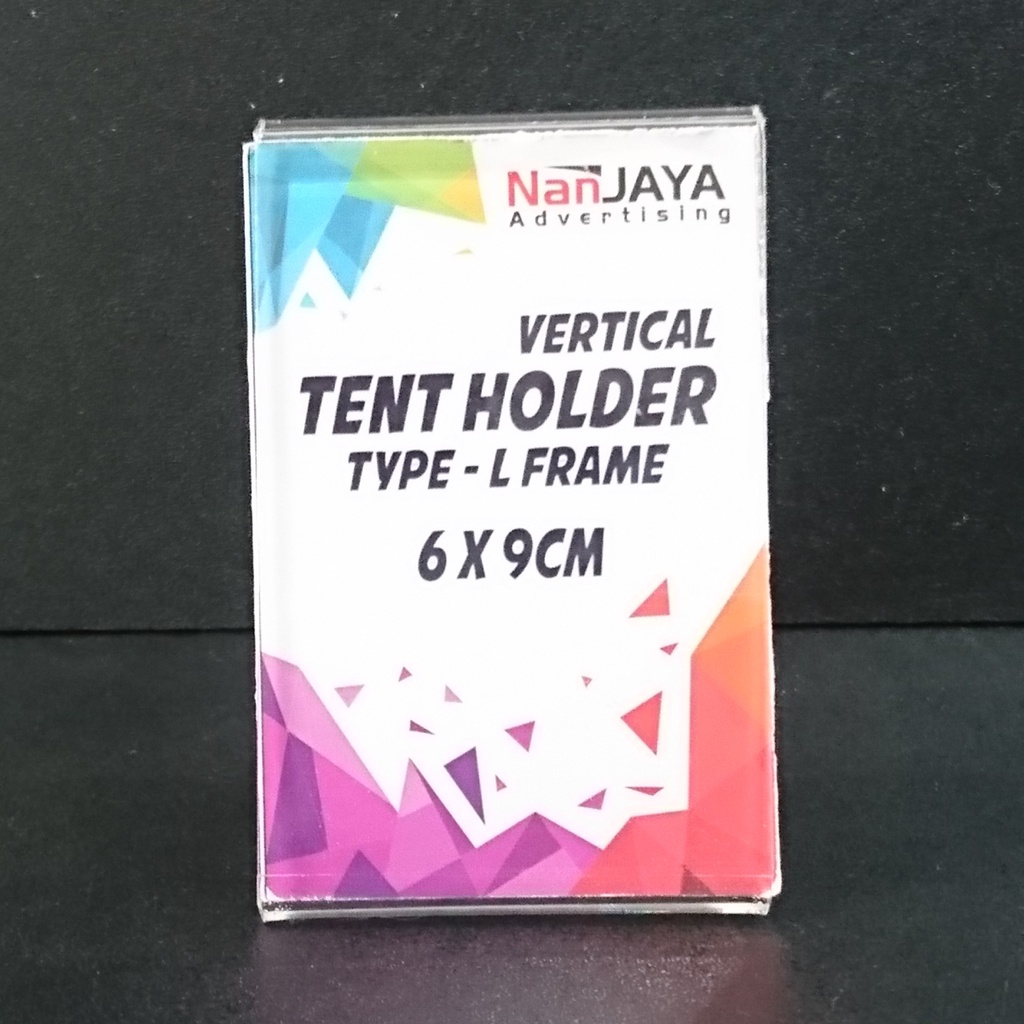 NanJAYA
Advertising
VERTICAL
TENT HOLDER
TYPE - L FRAME
6 X 9CM